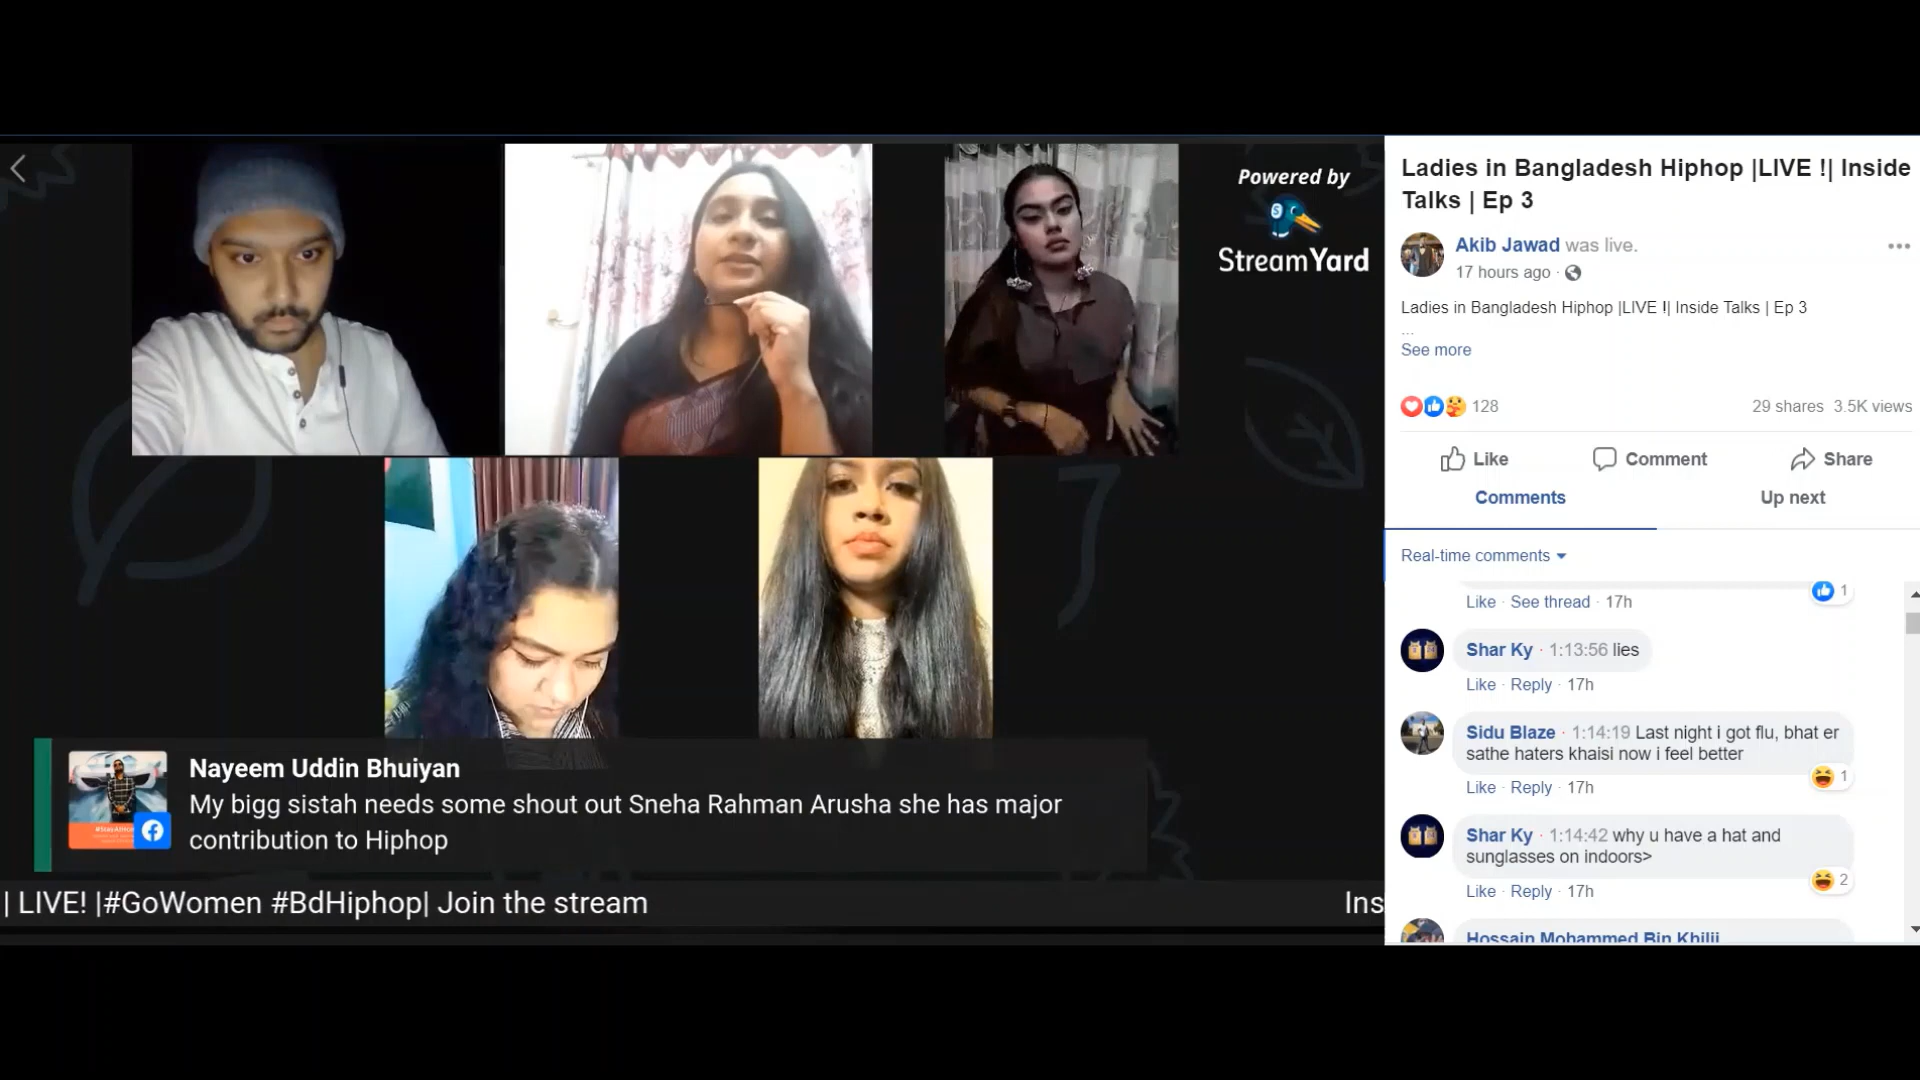 Powered by
StreamYard
Nayeem Uddin Bhuiyan
My bigg sistah needs some shout out Sneha Rahman Arusha she has major
contribution to Hiphop
| LIVE! |#GoWomen #BdHiphop| Join the stream
Ins
Ladies in Bangladesh Hiphop |LIVE !| Inside
Talks | Ep 3
Akib Jawad was live.
17 hours ago ·
Ladies in Bangladesh Hiphop |LIVE !| Inside Talks | Ep 3
...
See more
128
29 shares 3.5K views
Like Comment Share
Comments Up next
Real-time comments
1
Like · See thread · 17h
Shar Ky · 1:13:56 lies
Like · Reply · 17h
Sidu Blaze · 1:14:19 Last night i got flu, bhat er
sathe haters khaisi now i feel better
1
Like · Reply · 17h
Shar Ky · 1:14:42 why u have a hat and
sunglasses on indoors>
2
Like · Reply · 17h
Hossain Mohammed Bin Khilji